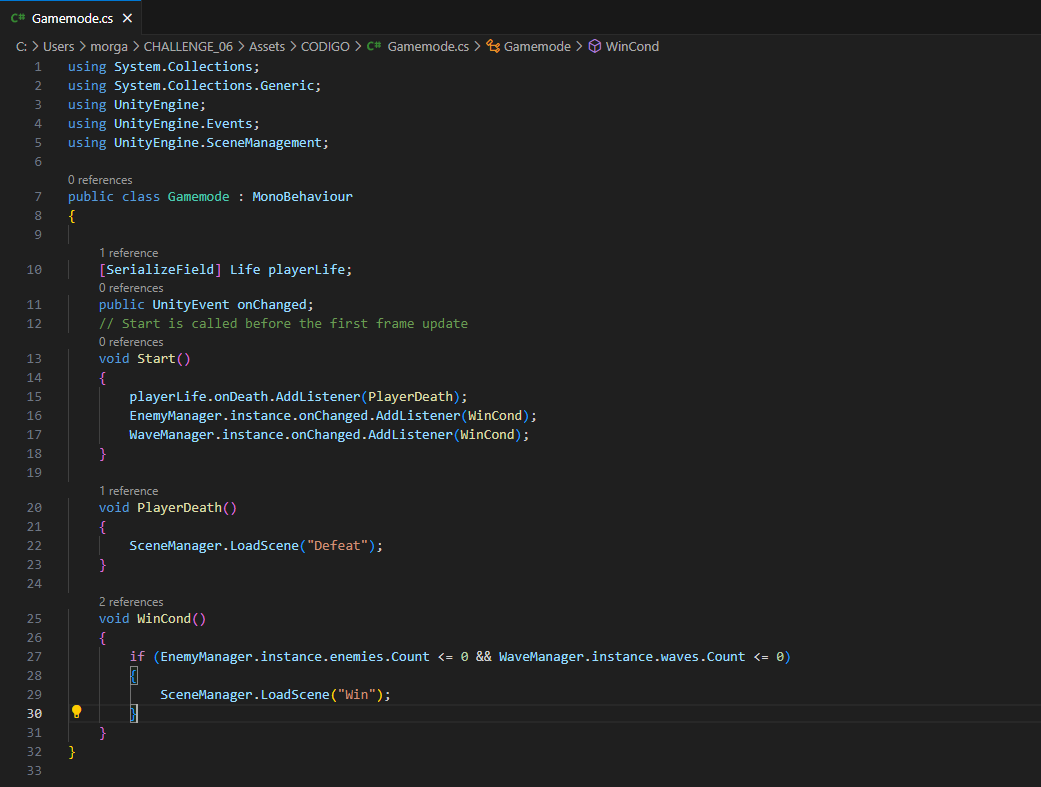 C# Gamemode.cs ×
C: > Users > morga > CHALLENGE_06 > Assets > CODIGO > C# Gamemode.cs > Gamemode > WinCond
1 using System.Collections;
2 using System.Collections.Generic;
3 using UnityEngine;
4 using UnityEngine.Events;
5 using UnityEngine.SceneManagement;
6
0 references
7 public class Gamemode : MonoBehaviour
8 {
9
1 reference
10 [SerializeField] Life playerLife;
0 references
11 public UnityEvent onChanged;
12 // Start is called before the first frame update
0 references
13 void Start()
14 {
15 playerLife.onDeath.AddListener(PlayerDeath);
16 EnemyManager.instance.onChanged.AddListener(WinCond);
17 WaveManager.instance.onChanged.AddListener(WinCond);
18 }
19
1 reference
20 void PlayerDeath()
21 {
22 SceneManager.LoadScene("Defeat");
23 }
24
2 references
25 void WinCond()
26 {
27 if (EnemyManager.instance.enemies.Count <= 0 && WaveManager.instance.waves.Count <= 0)
28 {
29 SceneManager.LoadScene("Win");
30 }
31 }
32 }
33